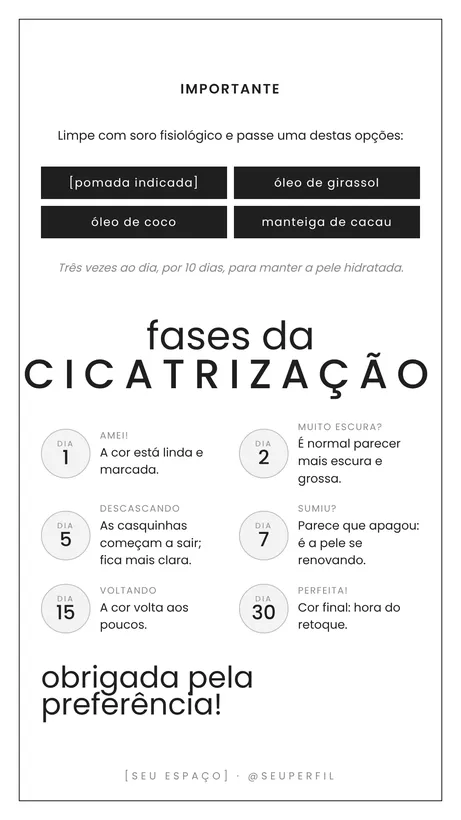 IMPORTANTE
Limpe com soro fisiológico e passe uma destas opções:
[pomada indicada]
óleo de girassol
óleo de coco
manteiga de cacau
Três vezes ao dia, por 10 dias, para manter a pele hidratada.
fases da
CICATRIZAÇÃO
DIA
1
AMEI!
A cor está linda e
marcada.
DIA
2
MUITO ESCURA?
É normal parecer
mais escura e
grossa.
DIA
5
DESCASCANDO
As casquinhas
começam a sair;
fica mais clara.
DIA
7
SUMIU?
Parece que apagou:
é a pele se
renovando.
DIA
15
VOLTANDO
A cor volta aos
poucos.
DIA
30
PERFEITA!
Cor final: hora do
retoque.
obrigada pela
preferência!
[SEU ESPAÇO] · @SEUPERFIL